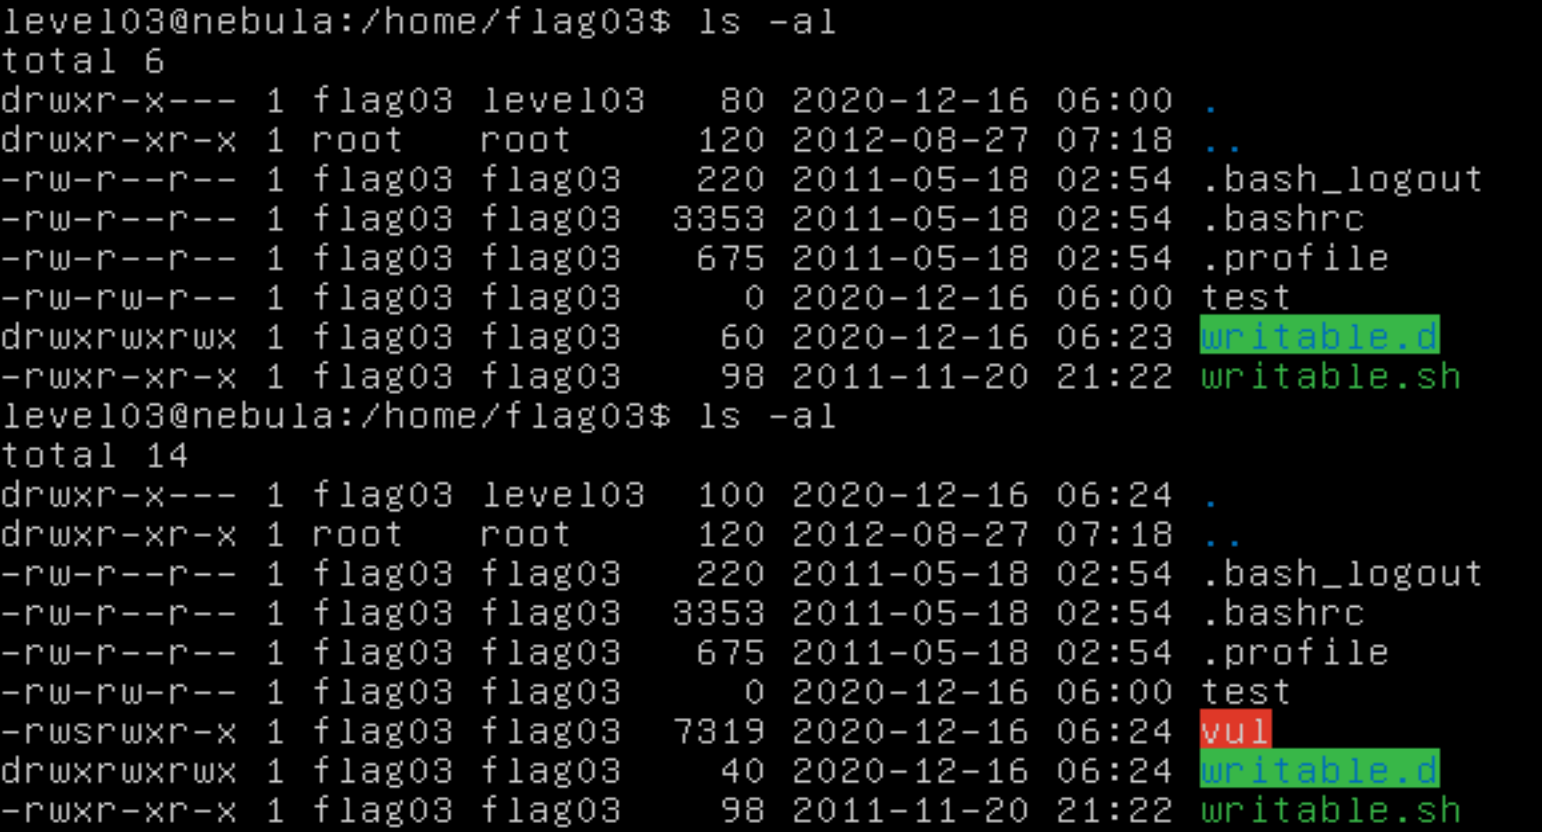 level03@nebula:/home/flag03$ ls -al
total 6
drwxr-x--- 1 flag03 level03   80 2020-12-16 06:00 .
drwxr-xr-x 1 root   root     120 2012-08-27 07:18 ..
-rw-r--r-- 1 flag03 flag03   220 2011-05-18 02:54 .bash_logout
-rw-r--r-- 1 flag03 flag03  3353 2011-05-18 02:54 .bashrc
-rw-r--r-- 1 flag03 flag03   675 2011-05-18 02:54 .profile
-rw-rw-r-- 1 flag03 flag03     0 2020-12-16 06:00 test
drwxrwxrwx 1 flag03 flag03    60 2020-12-16 06:23 writable.d
-rwxr-xr-x 1 flag03 flag03    98 2011-11-20 21:22 writable.sh
level03@nebula:/home/flag03$ ls -al
total 14
drwxr-x--- 1 flag03 level03  100 2020-12-16 06:24 .
drwxr-xr-x 1 root   root     120 2012-08-27 07:18 ..
-rw-r--r-- 1 flag03 flag03   220 2011-05-18 02:54 .bash_logout
-rw-r--r-- 1 flag03 flag03  3353 2011-05-18 02:54 .bashrc
-rw-r--r-- 1 flag03 flag03   675 2011-05-18 02:54 .profile
-rw-rw-r-- 1 flag03 flag03     0 2020-12-16 06:00 test
-rwsrwxr-x 1 flag03 flag03  7319 2020-12-16 06:24 vul
drwxrwxrwx 1 flag03 flag03    40 2020-12-16 06:24 writable.d
-rwxr-xr-x 1 flag03 flag03    98 2011-11-20 21:22 writable.sh